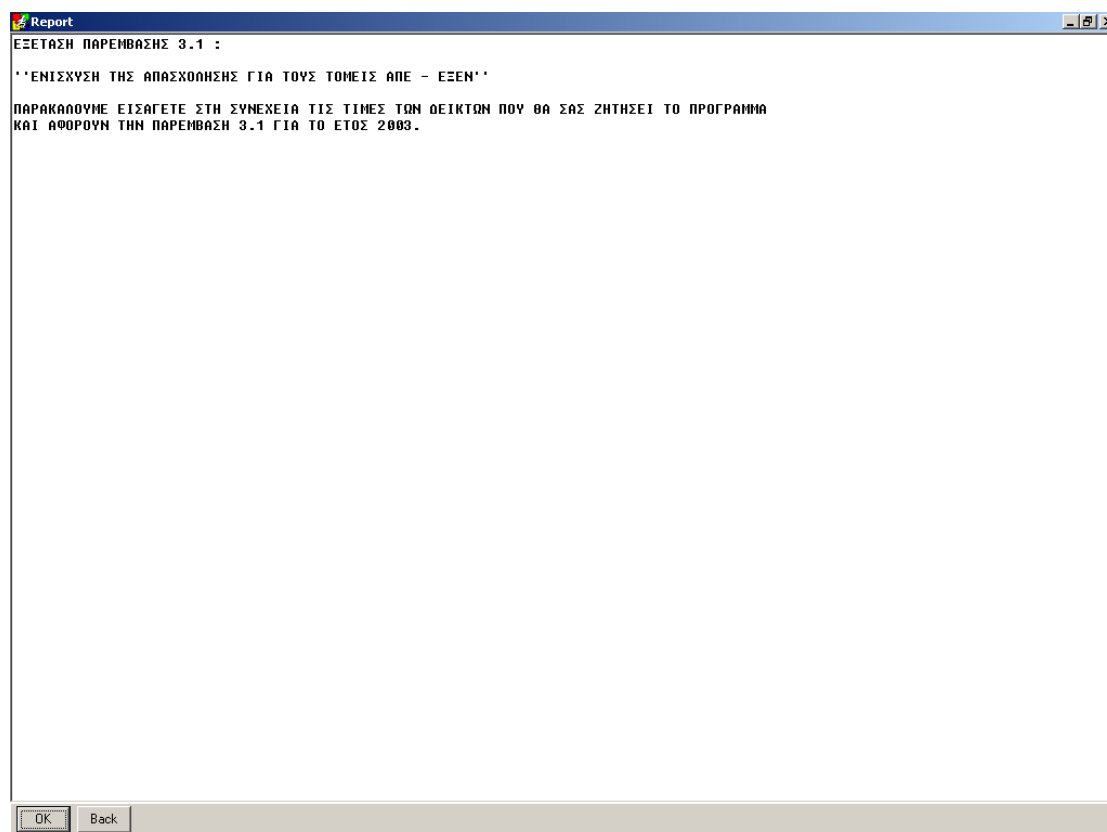 Report
ΕΞΕΤΑΣΗ ΠΑΡΕΜΒΑΣΗΣ 3.1 :
''ΕΝΙΣΧΥΣΗ ΤΗΣ ΑΠΑΣΧΟΛΗΣΗΣ ΓΙΑ ΤΟΥΣ ΤΟΜΕΙΣ ΑΠΕ - ΕΞΕΝ''
ΠΑΡΑΚΑΛΟΥΜΕ ΕΙΣΑΓΕΤΕ ΣΤΗ ΣΥΝΕΧΕΙΑ ΤΙΣ ΤΙΜΕΣ ΤΩΝ ΔΕΙΚΤΩΝ ΠΟΥ ΘΑ ΣΑΣ ΖΗΤΗΣΕΙ ΤΟ ΠΡΟΓΡΑΜΜΑ
ΚΑΙ ΑΦΟΡΟΥΝ ΤΗΝ ΠΑΡΕΜΒΑΣΗ 3.1 ΓΙΑ ΤΟ ΕΤΟΣ 2003.
OK Back